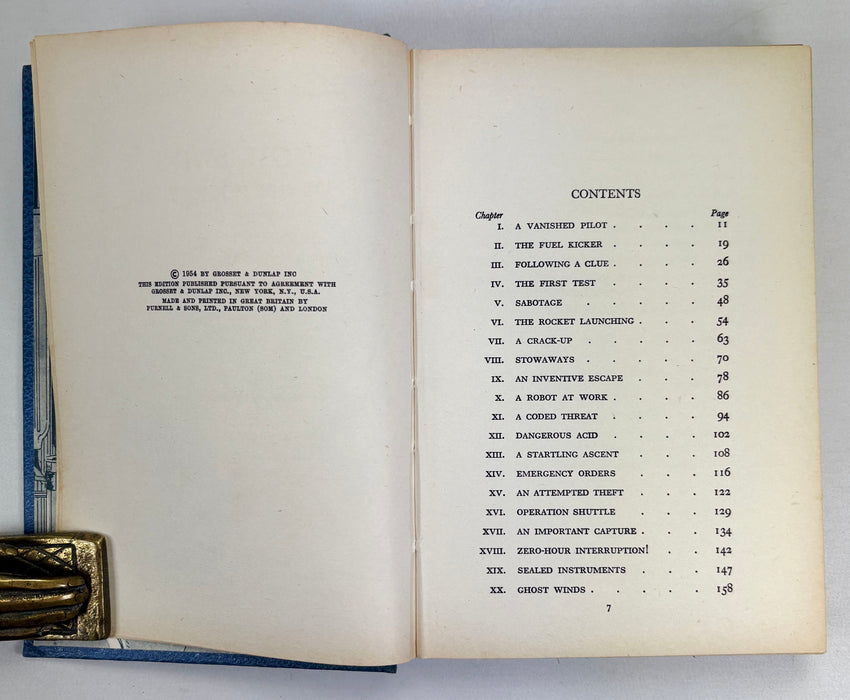 © 1954 BY GROSSET & DUNLAP INC
THIS EDITION PUBLISHED PURSUANT TO AGREEMENT WITH
GROSSET & DUNLAP INC., NEW YORK, N.Y., U.S.A.
MADE AND PRINTED IN GREAT BRITAIN BY
PURNELL & SONS, LTD., PAULTON (SOM) AND LONDON
CONTENTS
Chapter Page
I. A VANISHED PILOT . . . . 11
II. THE FUEL KICKER . . . . 19
III. FOLLOWING A CLUE . . . . 26
IV. THE FIRST TEST . . . . 35
V. SABOTAGE . . . . . 48
VI. THE ROCKET LAUNCHING . . . 54
VII. A CRACK-UP . . . . . 63
VIII. STOWAWAYS . . . . . 70
IX. AN INVENTIVE ESCAPE . . . 78
X. A ROBOT AT WORK . . . . 86
XI. A CODED THREAT . . . . 94
XII. DANGEROUS ACID . . . . 102
XIII. A STARTLING ASCENT . . . 108
XIV. EMERGENCY ORDERS . . . 116
XV. AN ATTEMPTED THEFT . . . 122
XVI. OPERATION SHUTTLE . . . 129
XVII. AN IMPORTANT CAPTURE . . . 134
XVIII. ZERO-HOUR INTERRUPTION! . . 142
XIX. SEALED INSTRUMENTS . . . 147
XX. GHOST WINDS . . . . . 158
7